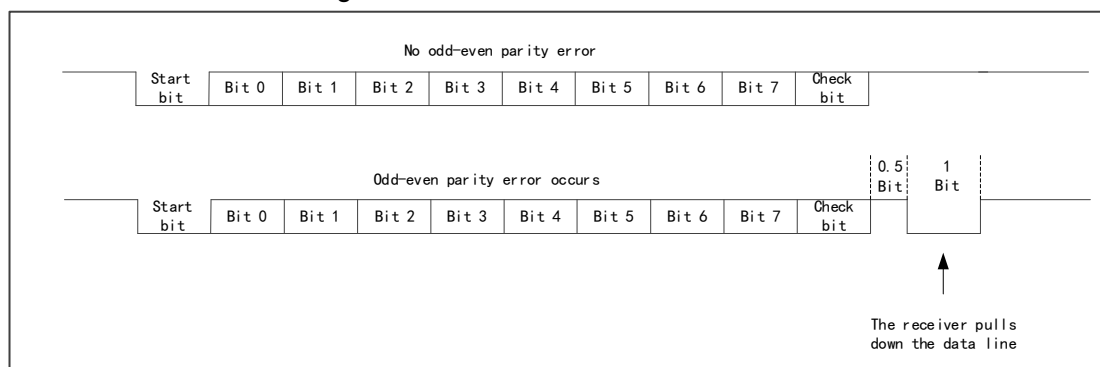 No odd-even parity error
Start bit Bit 0 Bit 1 Bit 2 Bit 3 Bit 4 Bit 5 Bit 6 Bit 7 Check bit
0.5 Bit 1 Bit
Odd-even parity error occurs
Start bit Bit 0 Bit 1 Bit 2 Bit 3 Bit 4 Bit 5 Bit 6 Bit 7 Check bit
The receiver pulls
down the data line